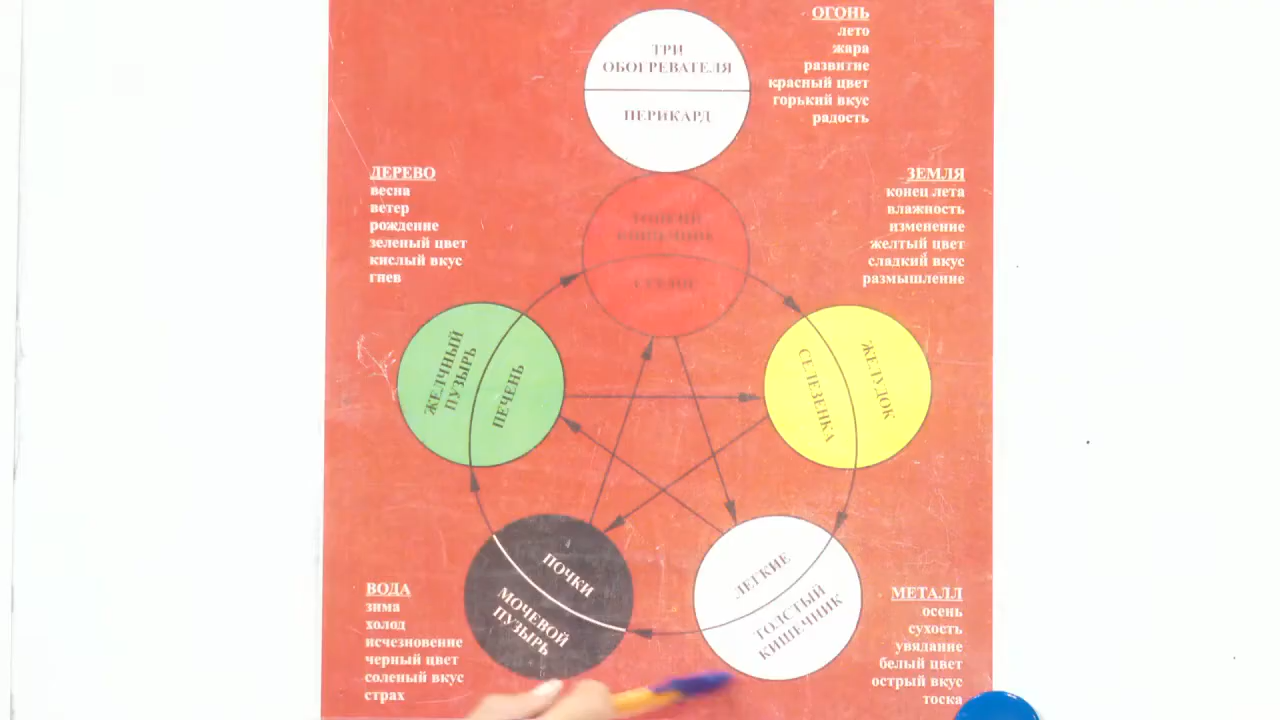 ОГОНЬ
лето
жара
развитие
красный цвет
горький вкус
радость
ТРИ
ОБОГРЕВАТЕЛЯ
ПЕРИКАРД
ДЕРЕВО
весна
ветер
рождение
зеленый цвет
кислый вкус
гнев
ЗЕМЛЯ
конец лета
влажность
изменение
желтый цвет
сладкий вкус
размышление
ЖЕЛЧНЫЙ
ПУЗЫРЬ
ПЕЧЕНЬ
СЕЛЕЗЕНКА
ЖЕЛУДОК
ПОЧКИ
МОЧЕВОЙ
ПУЗЫРЬ
ЛЕГКИЕ
ТОЛСТЫЙ
КИШЕЧНИК
ВОДА
зима
холод
исчезновение
черный цвет
соленый вкус
страх
МЕТАЛЛ
осень
сухость
увядание
белый цвет
острый вкус
тоска